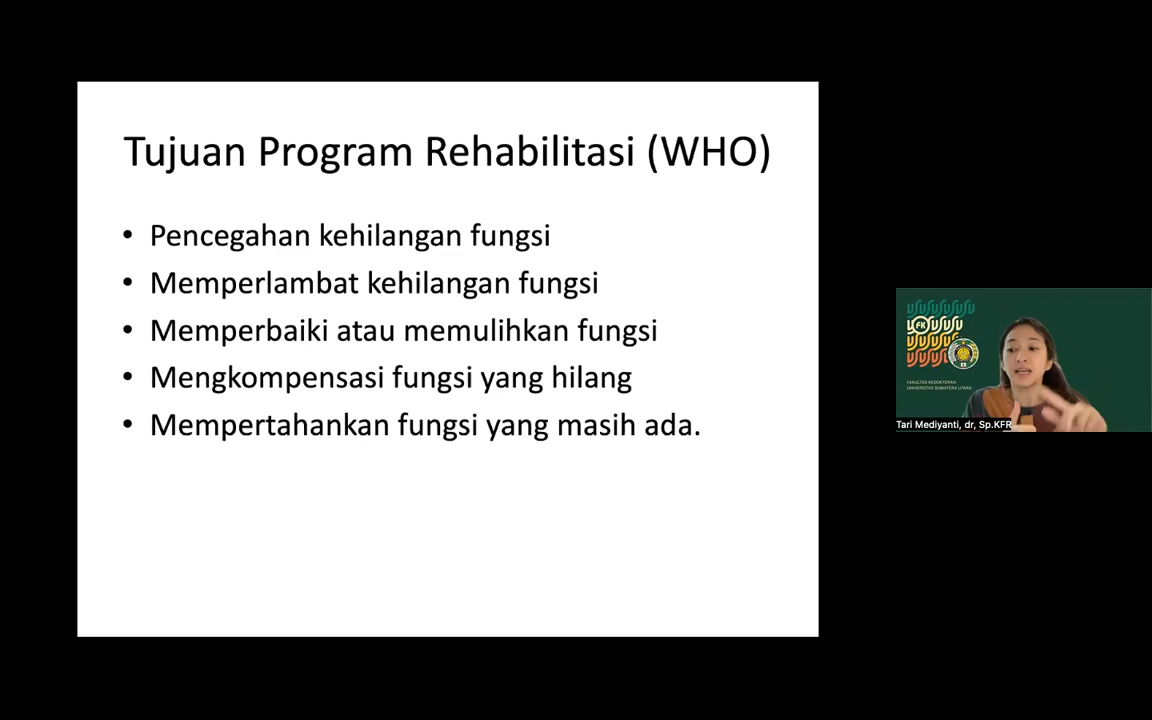 Tujuan Program Rehabilitasi (WHO)
• Pencegahan kehilangan fungsi
• Memperlambat kehilangan fungsi
• Memperbaiki atau memulihkan fungsi
• Mengkompensasi fungsi yang hilang
• Mempertahankan fungsi yang masih ada.
FK
FAKULTAS KEDOKTERAN
UNIVERSITAS SUMATERA UTARA
Tari Mediyanti, dr, Sp.KFR